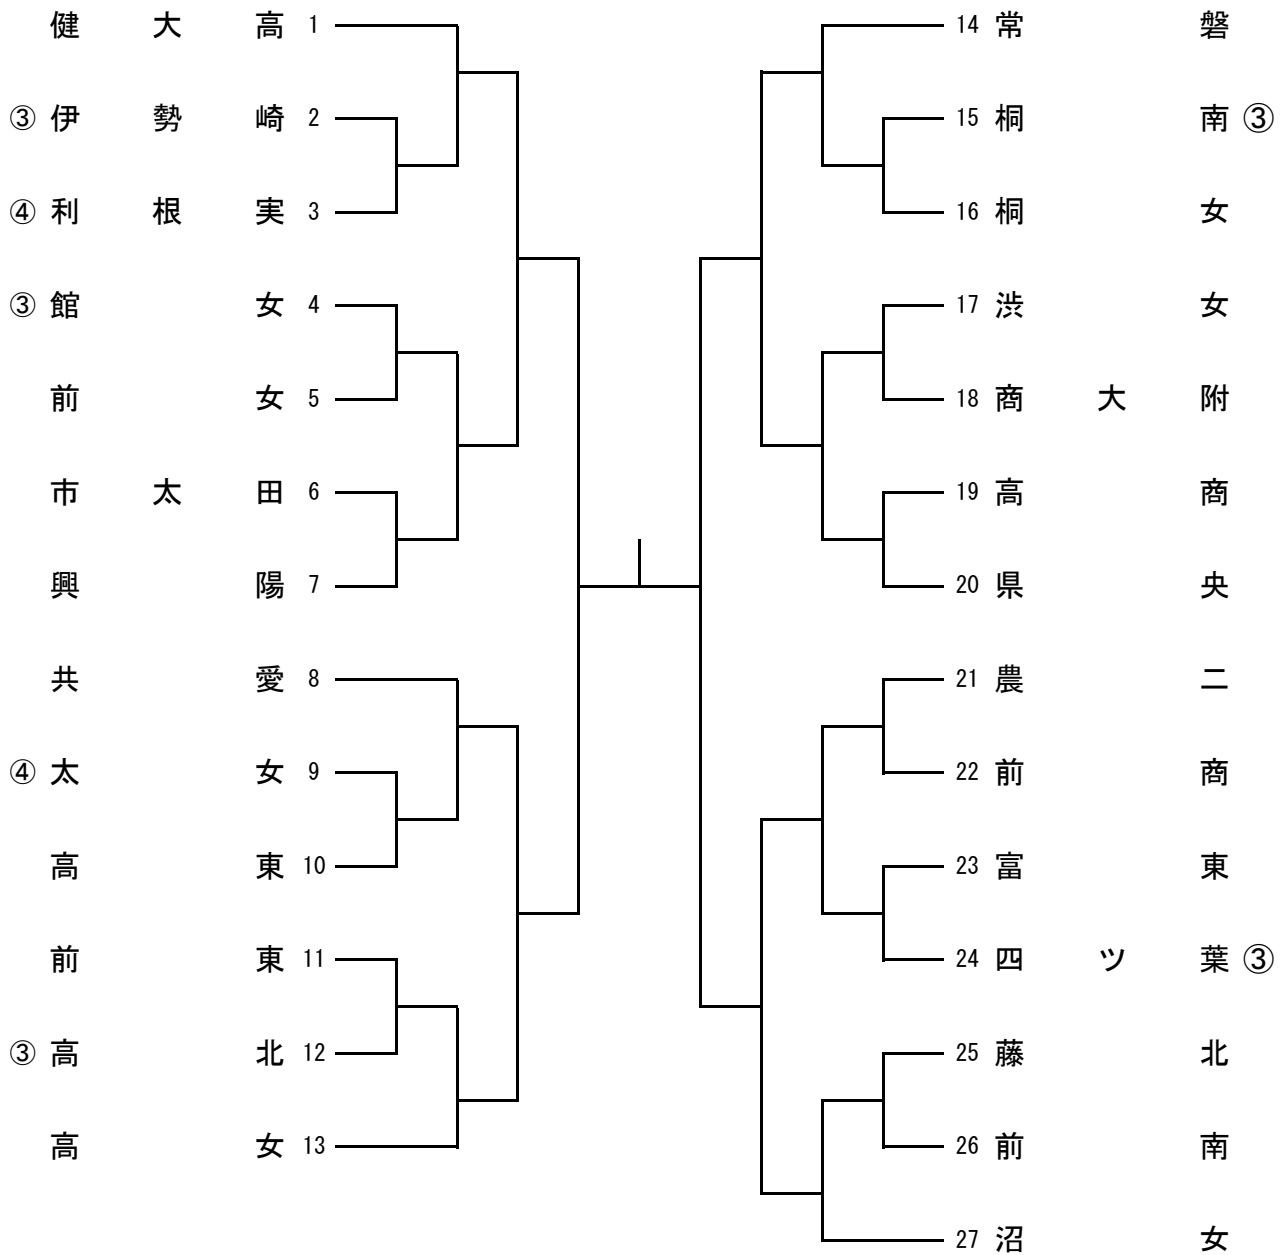 健大高 1
③ 伊勢崎 2
④ 利根実 3
③ 館女 4
前女 5
市太田 6
興陽 7
共愛 8
④ 太女 9
高東 10
前東 11
③ 高北 12
高女 13
14 常磐
15 桐南 ③
16 桐女
17 渋女
18 商大附
19 高商
20 県央
21 農二
22 前商
23 富東
24 四ツ葉 ③
25 藤北
26 前南
27 沼女